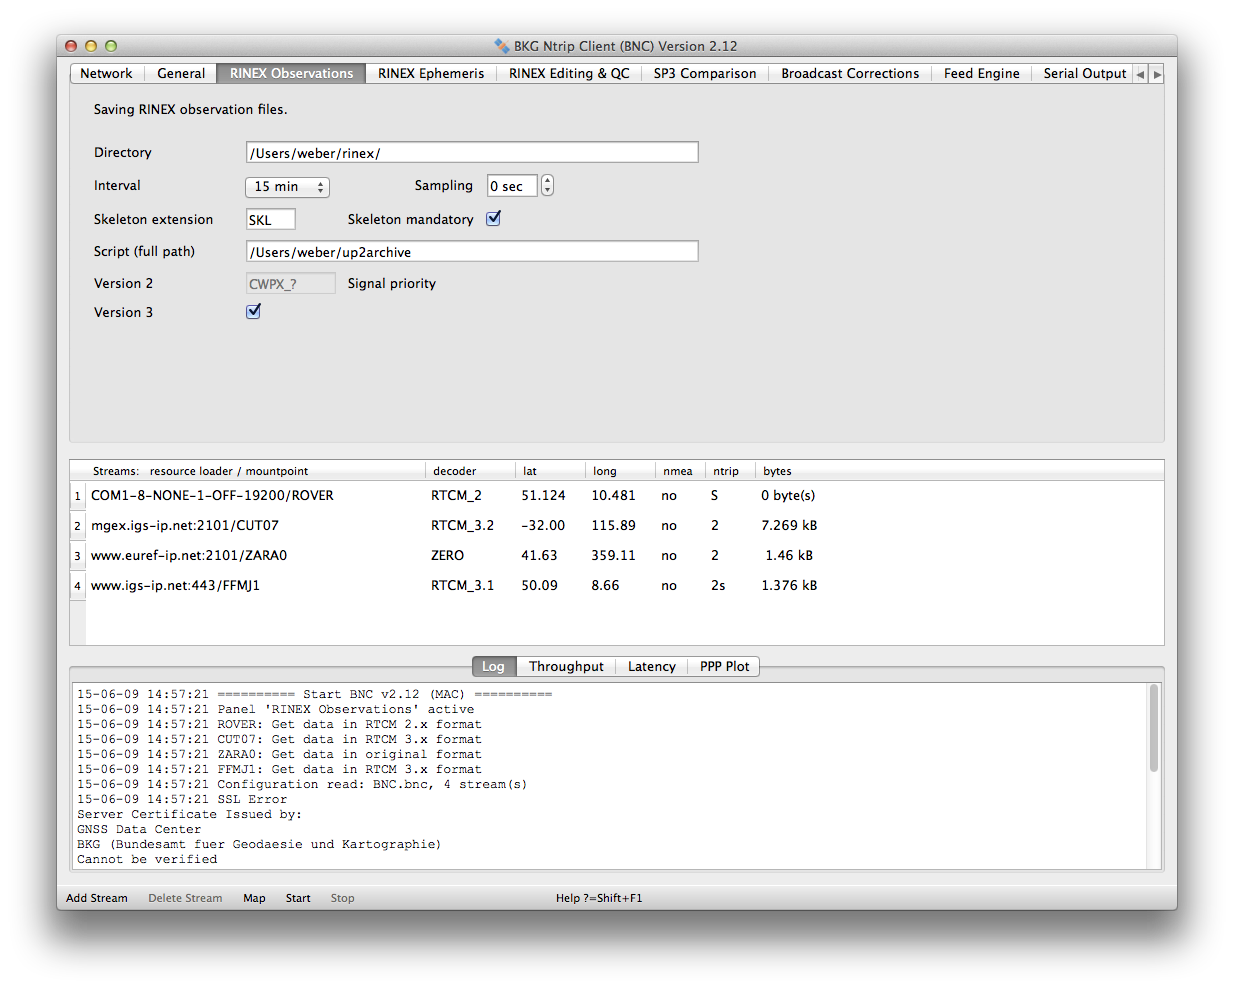 BKG Ntrip Client (BNC) Version 2.12
Network General RINEX Observations RINEX Ephemeris RINEX Editing & QC SP3 Comparison Broadcast Corrections Feed Engine Serial Output
Saving RINEX observation files.
Directory /Users/weber/rinex/
Interval 15 min Sampling 0 sec
Skeleton extension SKL Skeleton mandatory
Script (full path) /Users/weber/up2archive
Version 2 CWPX_? Signal priority
Version 3
Streams: resource loader / mountpoint decoder lat long nmea ntrip bytes
1 COM1-8-NONE-1-OFF-19200/ROVER RTCM_2 51.124 10.481 no S 0 byte(s)
2 mgex.igs-ip.net:2101/CUT07 RTCM_3.2 -32.00 115.89 no 2 7.269 kB
3 www.euref-ip.net:2101/ZARA0 ZERO 41.63 359.11 no 2 1.46 kB
4 www.igs-ip.net:443/FFMJ1 RTCM_3.1 50.09 8.66 no 2s 1.376 kB
Log Throughput Latency PPP Plot
15-06-09 14:57:21 ========== Start BNC v2.12 (MAC) ==========
15-06-09 14:57:21 Panel 'RINEX Observations' active
15-06-09 14:57:21 ROVER: Get data in RTCM 2.x format
15-06-09 14:57:21 CUT07: Get data in RTCM 3.x format
15-06-09 14:57:21 ZARA0: Get data in original format
15-06-09 14:57:21 FFMJ1: Get data in RTCM 3.x format
15-06-09 14:57:21 Configuration read: BNC.bnc, 4 stream(s)
15-06-09 14:57:21 SSL Error
Server Certificate Issued by:
GNSS Data Center
BKG (Bundesamt fuer Geodaesie und Kartographie)
Cannot be verified
Add Stream Delete Stream Map Start Stop Help ?=Shift+F1